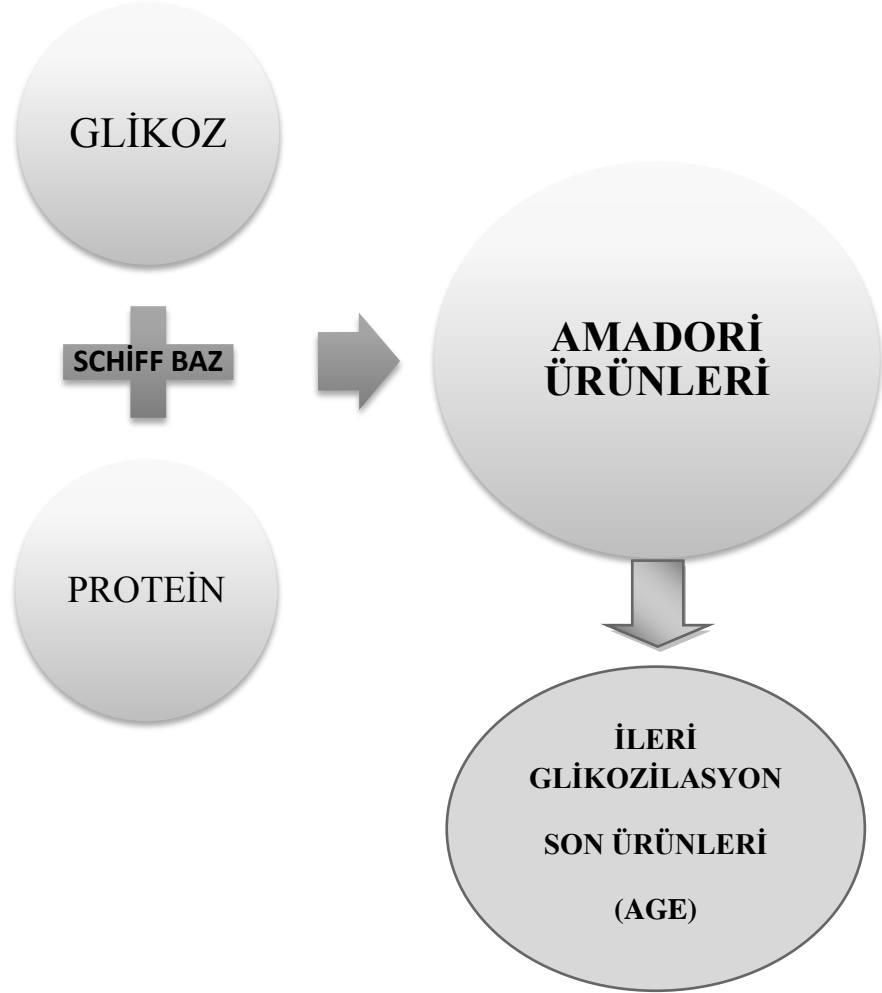 GLİKOZ
SCHİFF BAZ
PROTEİN
AMADORİ
ÜRÜNLERİ
İLERİ
GLİKOZİLASYON
SON ÜRÜNLERİ
(AGE)